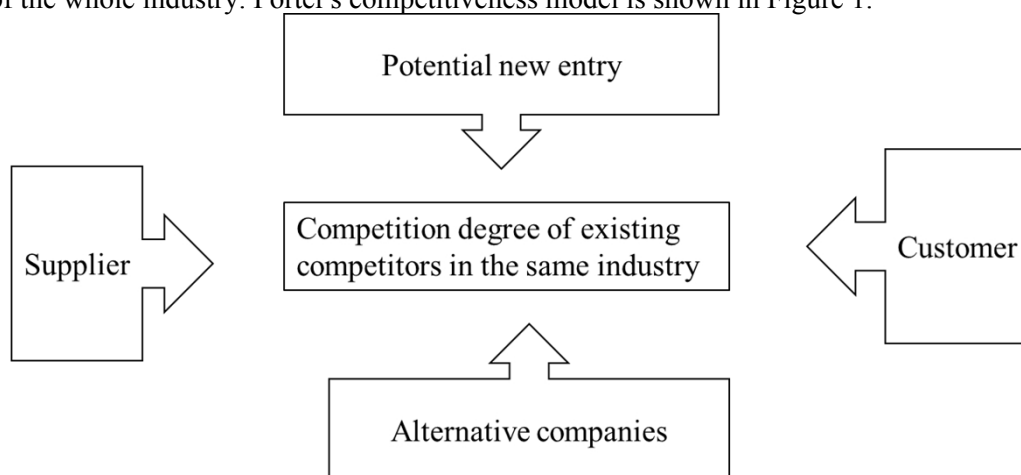 of the whole industry. Porter's competitiveness model is shown in Figure 1.
Potential new entry
Competition degree of existing
competitors in the same industry
Supplier
Customer
Alternative companies